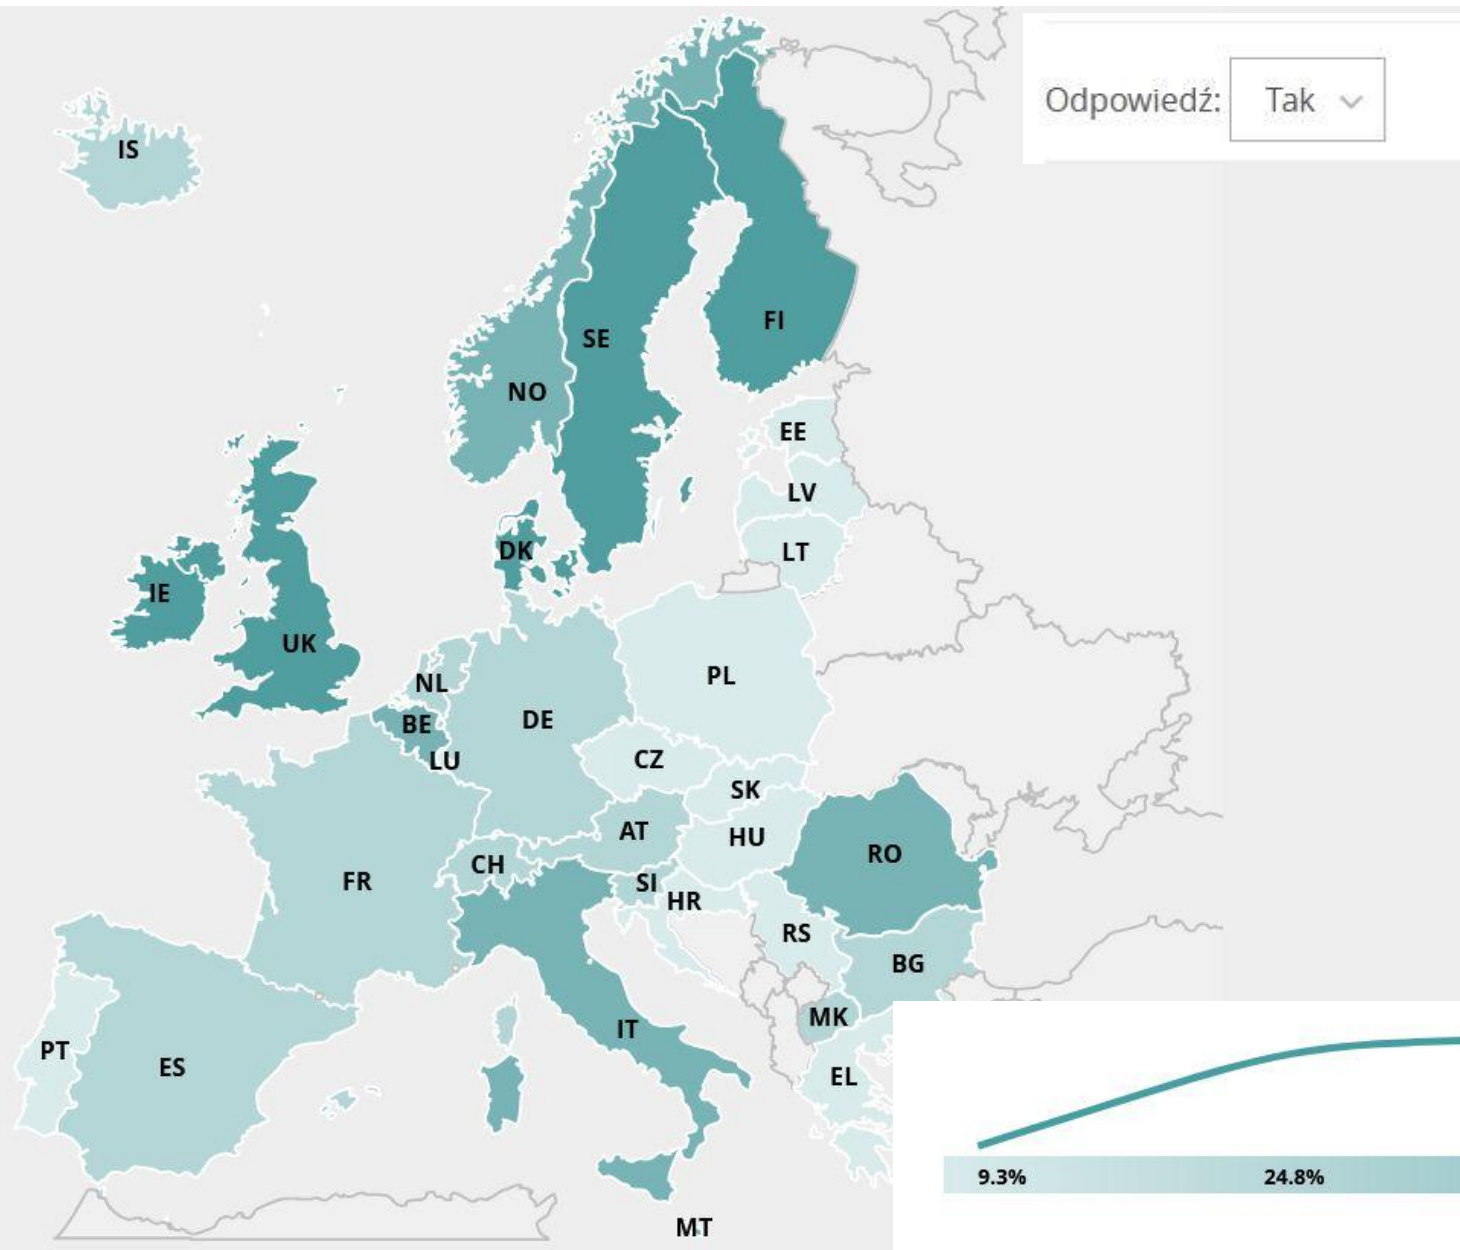 Odpowiedź: Tak
IS
FI
SE
NO
EE
LV
LT
DK
IE
UK
PL
NL
DE
BE
CZ
LU
SK
AT
HU
RO
CH
FR
SI
HR
RS
BG
MK
IT
PT
ES
EL
9.3% 24.8%
MT